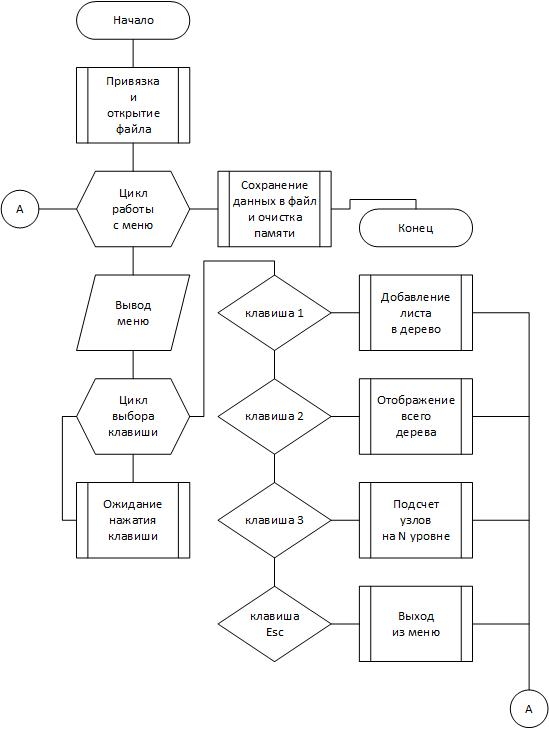 Начало
Привязка
и
открытие
файла
А
Цикл
работы
с меню
Сохранение
данных в файл
и очистка
памяти
Конец
Вывод
меню
клавиша 1
Добавление
листа
в дерево
Цикл
выбора
клавиши
клавиша 2
Отображение
всего
дерева
Ожидание
нажатия
клавиши
клавиша 3
Подсчет
узлов
на N уровне
клавиша
Esc
Выход
из меню
А